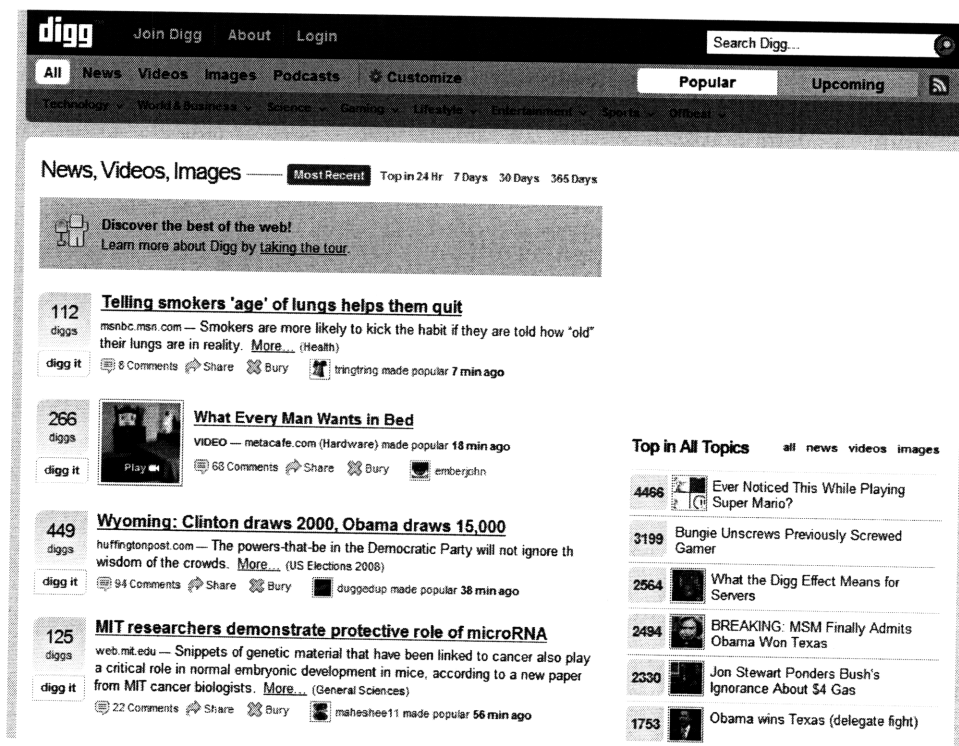 digg Join Digg About Login Search Digg...
All News Videos Images Podcasts Customize Popular Upcoming
Technology World & Business Science Gaming Lifestyle Entertainment Sports Offbeat
News, Videos, Images Most Recent Top in 24 Hr 7 Days 30 Days 365 Days
Discover the best of the web!
Learn more about Digg by taking the tour.
112 diggs
digg it
Telling smokers 'age' of lungs helps them quit
msnbc.msn.com — Smokers are more likely to kick the habit if they are told how "old"
their lungs are in reality. More... (Health)
8 Comments Share Bury tringtring made popular 7 min ago
266 diggs
digg it
Play
What Every Man Wants in Bed
VIDEO — metacafe.com (Hardware) made popular 18 min ago
68 Comments Share Bury emberjohn
449 diggs
digg it
Wyoming: Clinton draws 2000, Obama draws 15,000
huffingtonpost.com — The powers-that-be in the Democratic Party will not ignore th
wisdom of the crowds. More... (US Elections 2008)
94 Comments Share Bury duggedup made popular 38 min ago
125 diggs
digg it
MIT researchers demonstrate protective role of microRNA
web.mit.edu — Snippets of genetic material that have been linked to cancer also play
a critical role in normal embryonic development in mice, according to a new paper
from MIT cancer biologists. More... (General Sciences)
22 Comments Share Bury maheshee11 made popular 56 min ago
Top in All Topics all news videos images
4466 Ever Noticed This While Playing
Super Mario?
3199 Bungie Unscrews Previously Screwed
Gamer
2564 What the Digg Effect Means for
Servers
2494 BREAKING: MSM Finally Admits
Obama Won Texas
2330 Jon Stewart Ponders Bush's
Ignorance About $4 Gas
1753 Obama wins Texas (delegate fight)